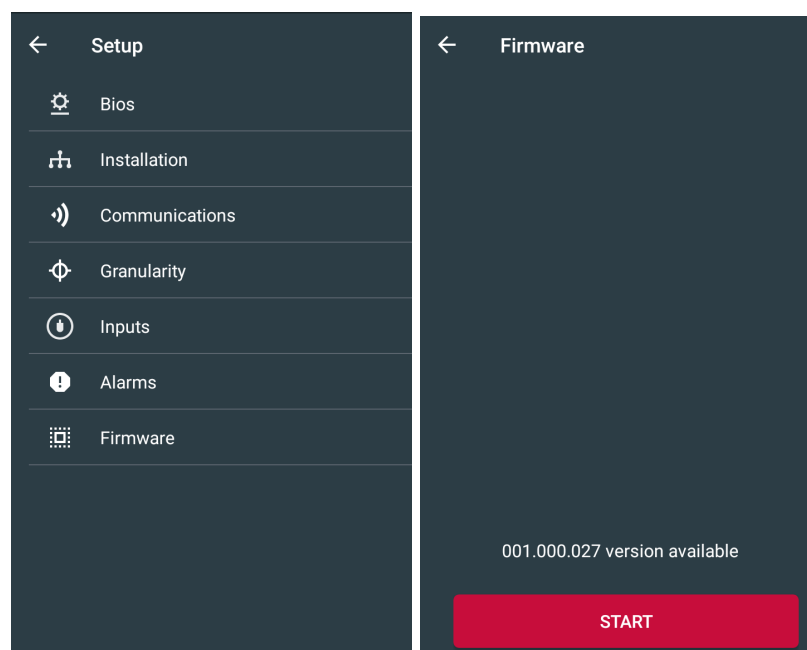 Setup
Bios
Installation
Communications
Granularity
Inputs
Alarms
Firmware
Firmware
001.000.027 version available
START